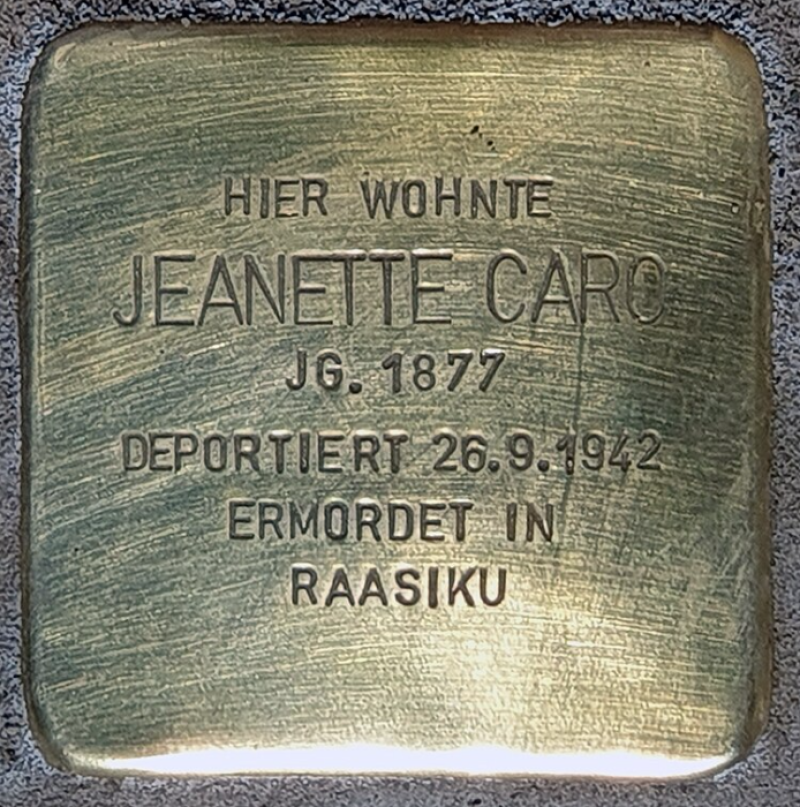 HIER WOHNTE
JEANETTE CARO
JG. 1877
DEPORTIERT 26.9.1942
ERMORDET IN
RAASIKU